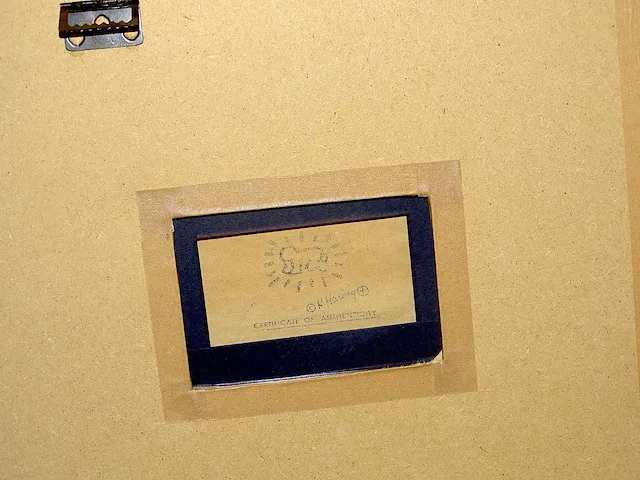 © K Haring ⊕
CERTIFICATE OF AUTHENTICITY